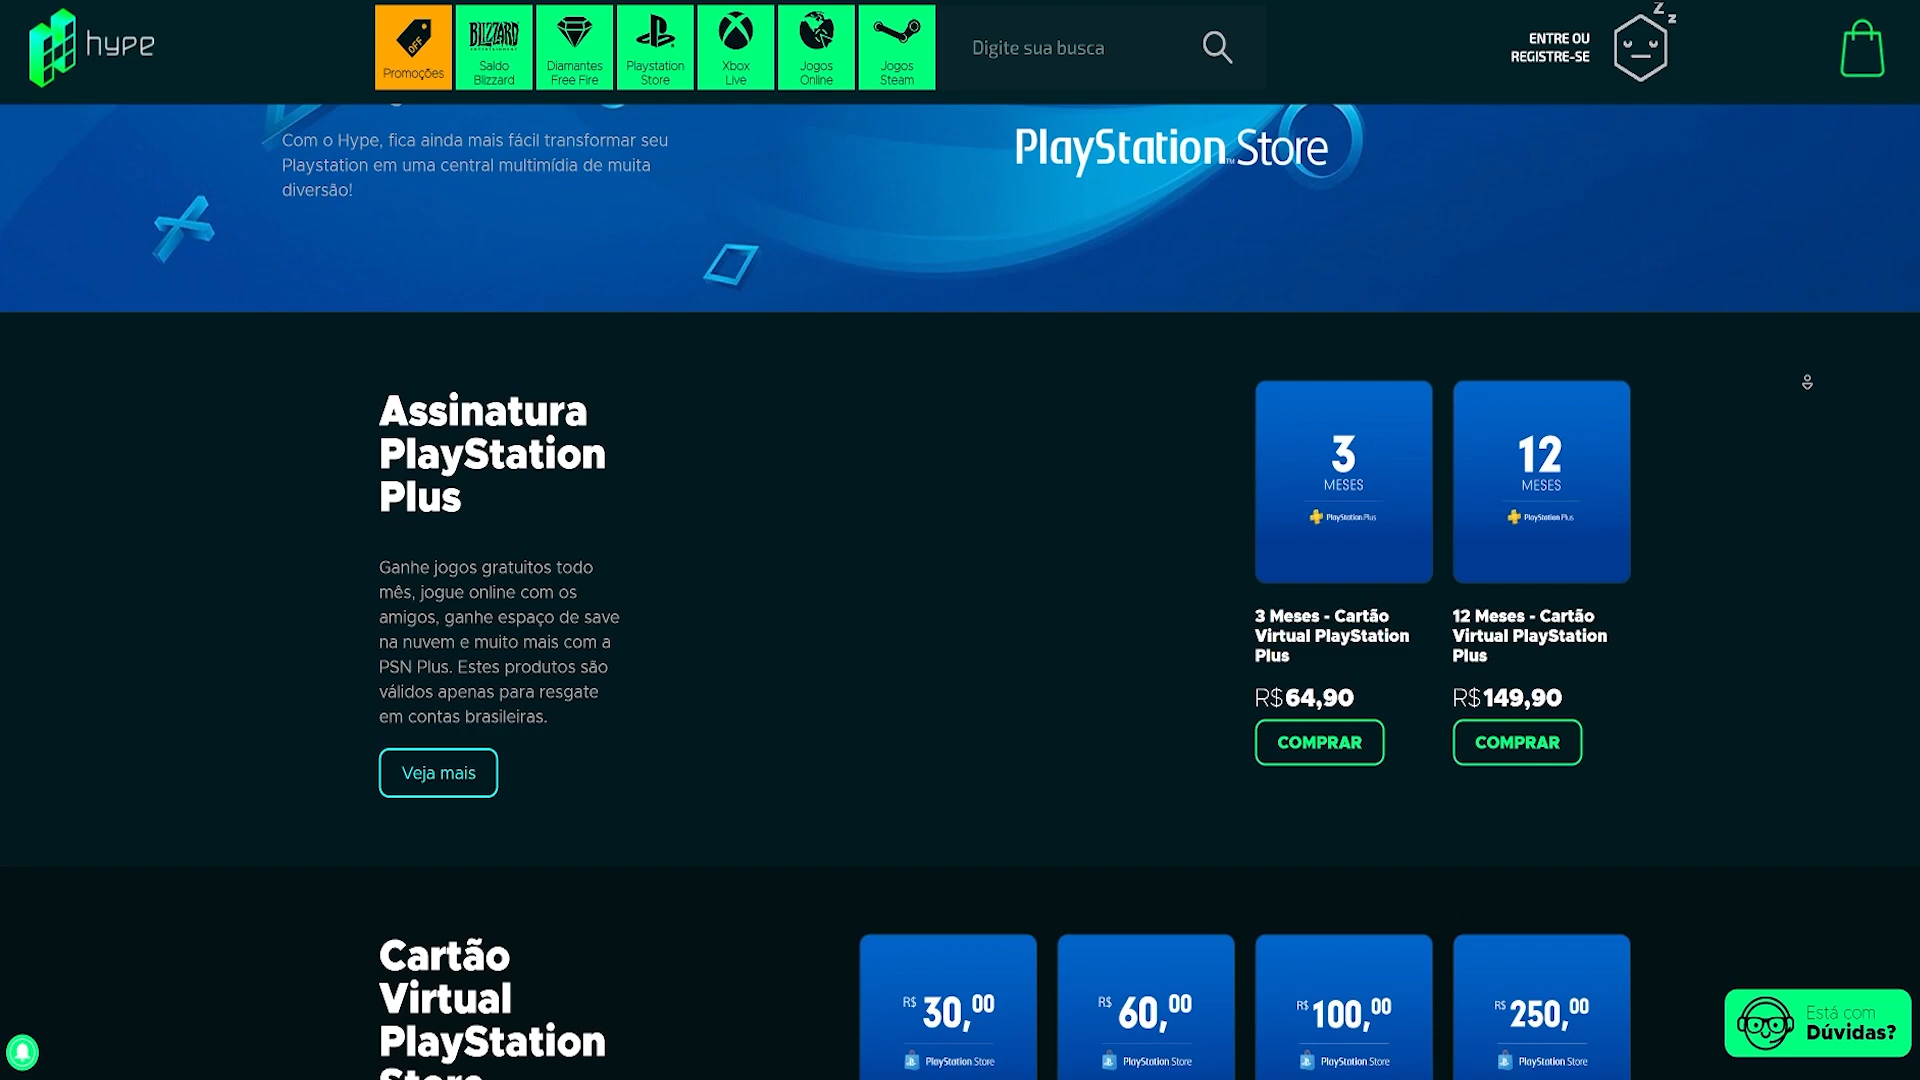 hype
OFF
Promoções
BLIZZARD
ENTERTAINMENT
Saldo
Blizzard
Diamantes
Free Fire
Playstation
Store
Xbox
Live
Jogos
Online
Jogos
Steam
Digite sua busca
ENTRE OU
REGISTRE-SE
Z
z
Com o Hype, fica ainda mais fácil transformar seu
Playstation em uma central multimídia de muita
diversão!
PlayStation™Store
Assinatura
PlayStation
Plus
Ganhe jogos gratuitos todo
mês, jogue online com os
amigos, ganhe espaço de save
na nuvem e muito mais com a
PSN Plus. Estes produtos são
válidos apenas para resgate
em contas brasileiras.
Veja mais
3
MESES
PlayStation Plus
3 Meses - Cartão
Virtual PlayStation
Plus
R$64,90
COMPRAR
12
MESES
PlayStation Plus
12 Meses - Cartão
Virtual PlayStation
Plus
R$149,90
COMPRAR
Cartão
Virtual
PlayStation
Store
R$ 30,00
PlayStation Store
R$ 60,00
PlayStation Store
R$ 100,00
PlayStation Store
R$ 250,00
PlayStation Store
Está com
Dúvidas?